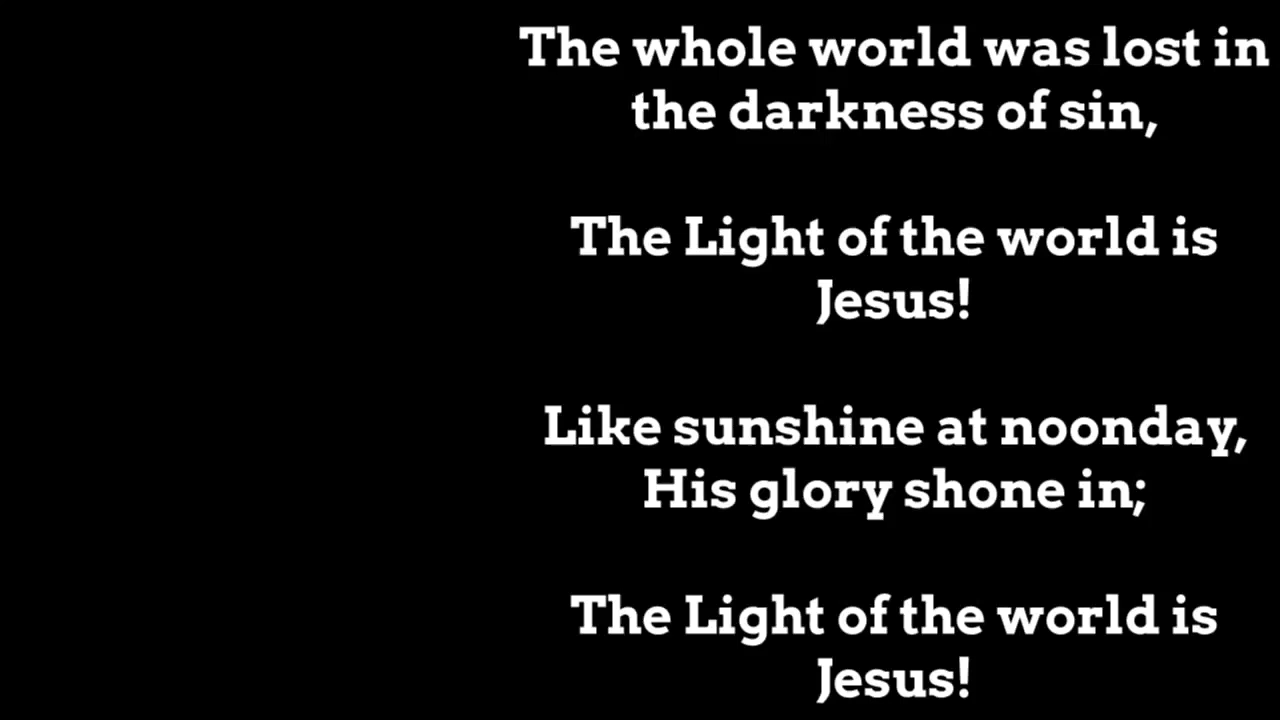 The whole world was lost in
the darkness of sin,
The Light of the world is
Jesus!
Like sunshine at noonday,
His glory shone in;
The Light of the world is
Jesus!